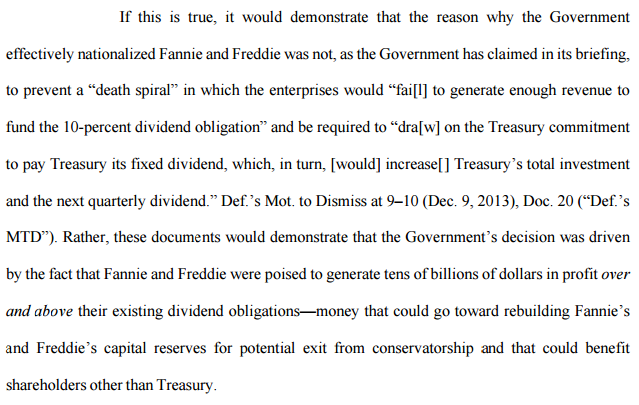 If this is true, it would demonstrate that the reason why the Government
effectively nationalized Fannie and Freddie was not, as the Government has claimed in its briefing,
to prevent a “death spiral” in which the enterprises would “fai[l] to generate enough revenue to
fund the 10-percent dividend obligation” and be required to “dra[w] on the Treasury commitment
to pay Treasury its fixed dividend, which, in turn, [would] increase[] Treasury’s total investment
and the next quarterly dividend.” Def.’s Mot. to Dismiss at 9–10 (Dec. 9, 2013), Doc. 20 (“Def.’s
MTD”). Rather, these documents would demonstrate that the Government’s decision was driven
by the fact that Fannie and Freddie were poised to generate tens of billions of dollars in profit over
and above their existing dividend obligations—money that could go toward rebuilding Fannie’s
and Freddie’s capital reserves for potential exit from conservatorship and that could benefit
shareholders other than Treasury.